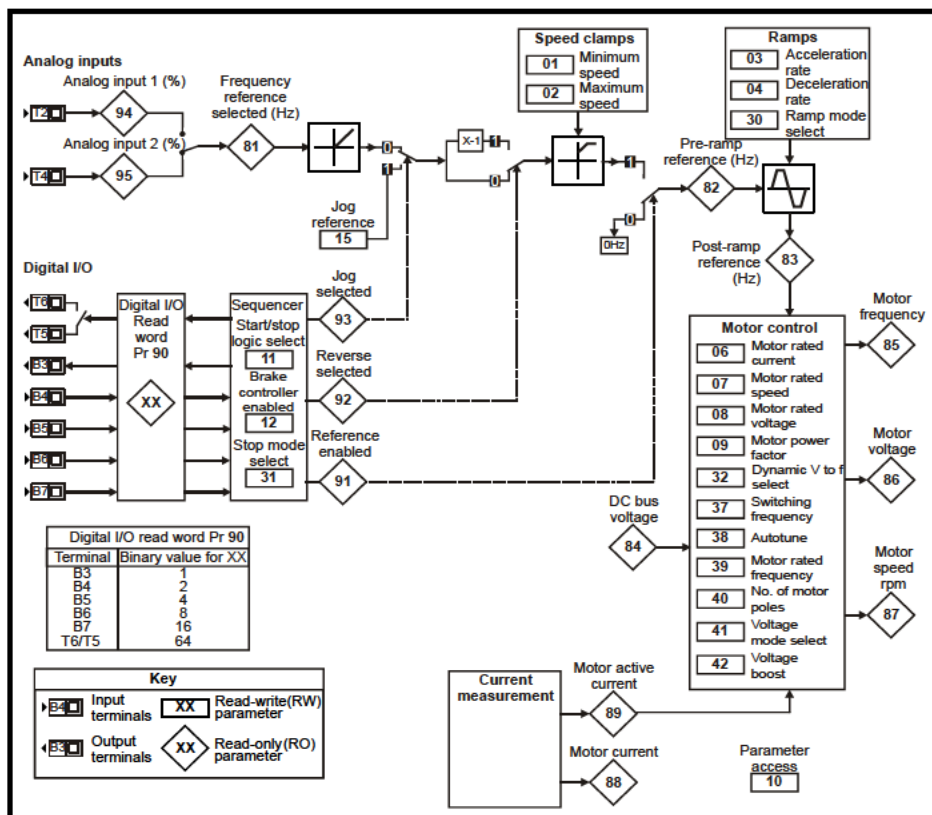 Analog inputs
Analog input 1 (%)
T2
94
Analog input 2 (%)
T4
95
Frequency
reference
selected (Hz)
81
0
1
Jog
reference
15
X-1
1
0
Speed clamps
01 Minimum
speed
02 Maximum
speed
1
0
0Hz
Pre-ramp
reference (Hz)
82
Ramps
03 Acceleration
rate
04 Deceleration
rate
30 Ramp mode
select
Post-ramp
reference
(Hz)
83
Digital I/O
T6
T5
B3
B4
B5
B6
B7
Digital I/O
Read
word
Pr 90
XX
Sequencer
Start/stop
logic select
11
Brake
controller
enabled
12
Stop mode
select
31
Jog
selected
93
Reverse
selected
92
Reference
enabled
91
DC bus
voltage
84
Motor control
06 Motor rated
current
07 Motor rated
speed
08 Motor rated
voltage
09 Motor power
factor
32 Dynamic V to f
select
37 Switching
frequency
38 Autotune
39 Motor rated
frequency
40 No. of motor
poles
41 Voltage
mode select
42 Voltage
boost
Motor
frequency
85
Motor
voltage
86
Motor
speed
rpm
87
Digital I/O read word Pr 90
Terminal Binary value for XX
B3 1
B4 2
B5 4
B6 8
B7 16
T6/T5 64
Key
B4 Input
terminals
XX Read-write(RW)
parameter
B3 Output
terminals
XX Read-only(RO)
parameter
Current
measurement
Motor active
current
89
Motor current
88
Parameter
access
10